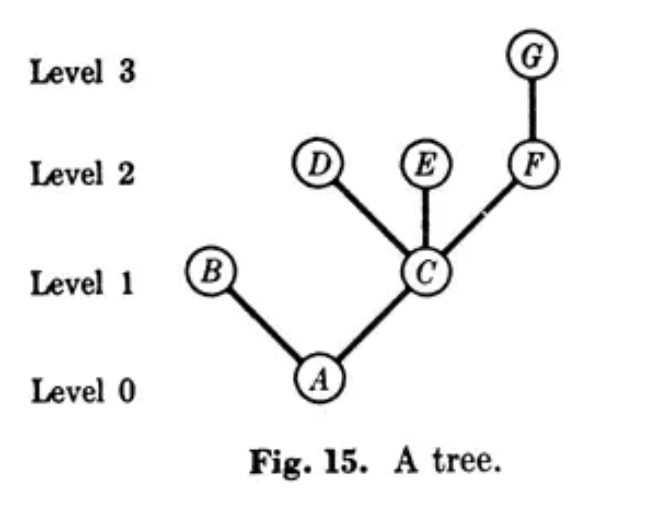 Level 3 G
Level 2 D E F
Level 1 B C
Level 0 A
Fig. 15. A tree.